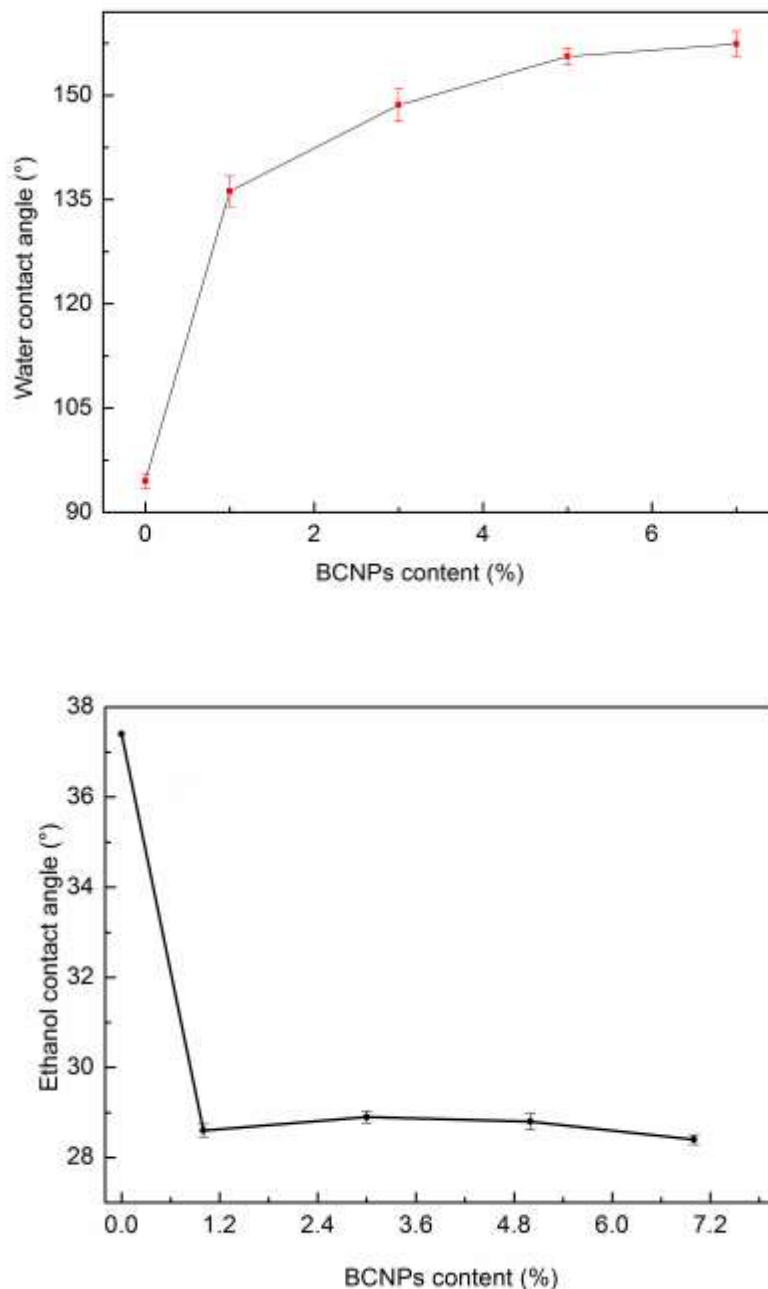 150
135
120
105
90
Water contact angle (°)
0 2 4 6
BCNPs content (%)
38
36
34
32
30
28
Ethanol contact angle (°)
0.0 1.2 2.4 3.6 4.8 6.0 7.2
BCNPs content (%)